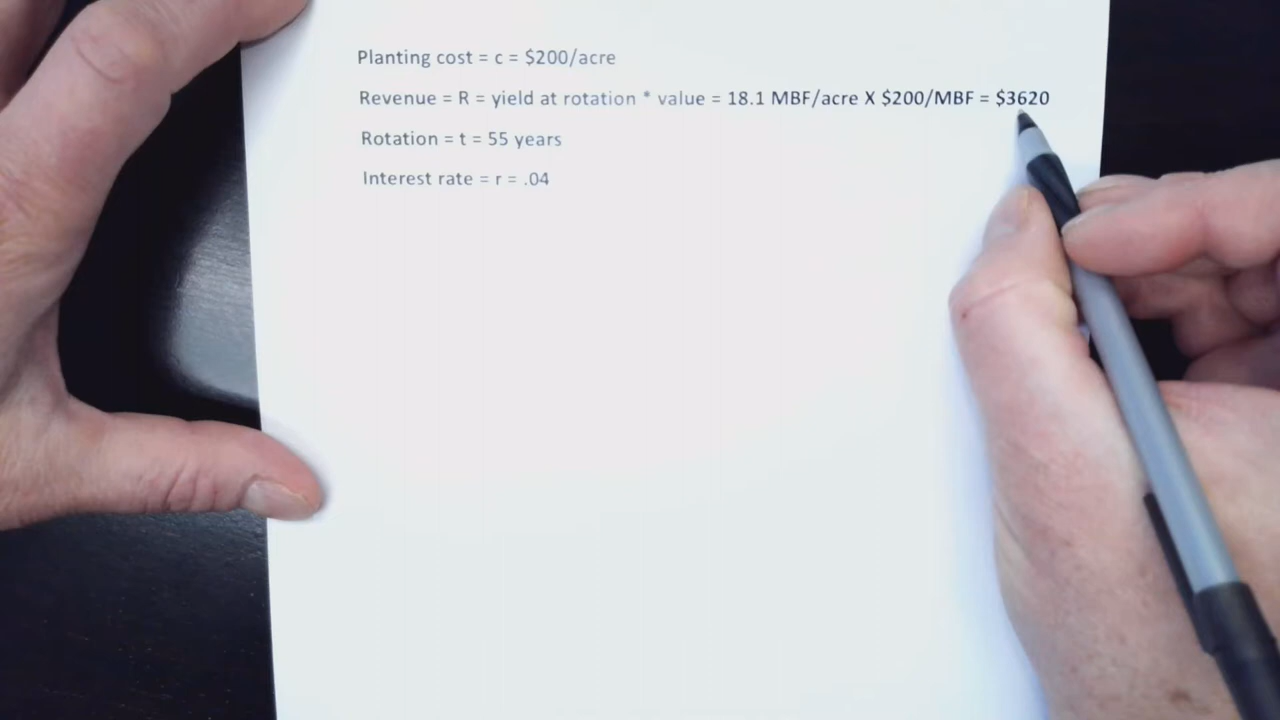 Planting cost = c = $200/acre
Revenue = R = yield at rotation * value = 18.1 MBF/acre X $200/MBF = $3620
Rotation = t = 55 years
Interest rate = r = .04